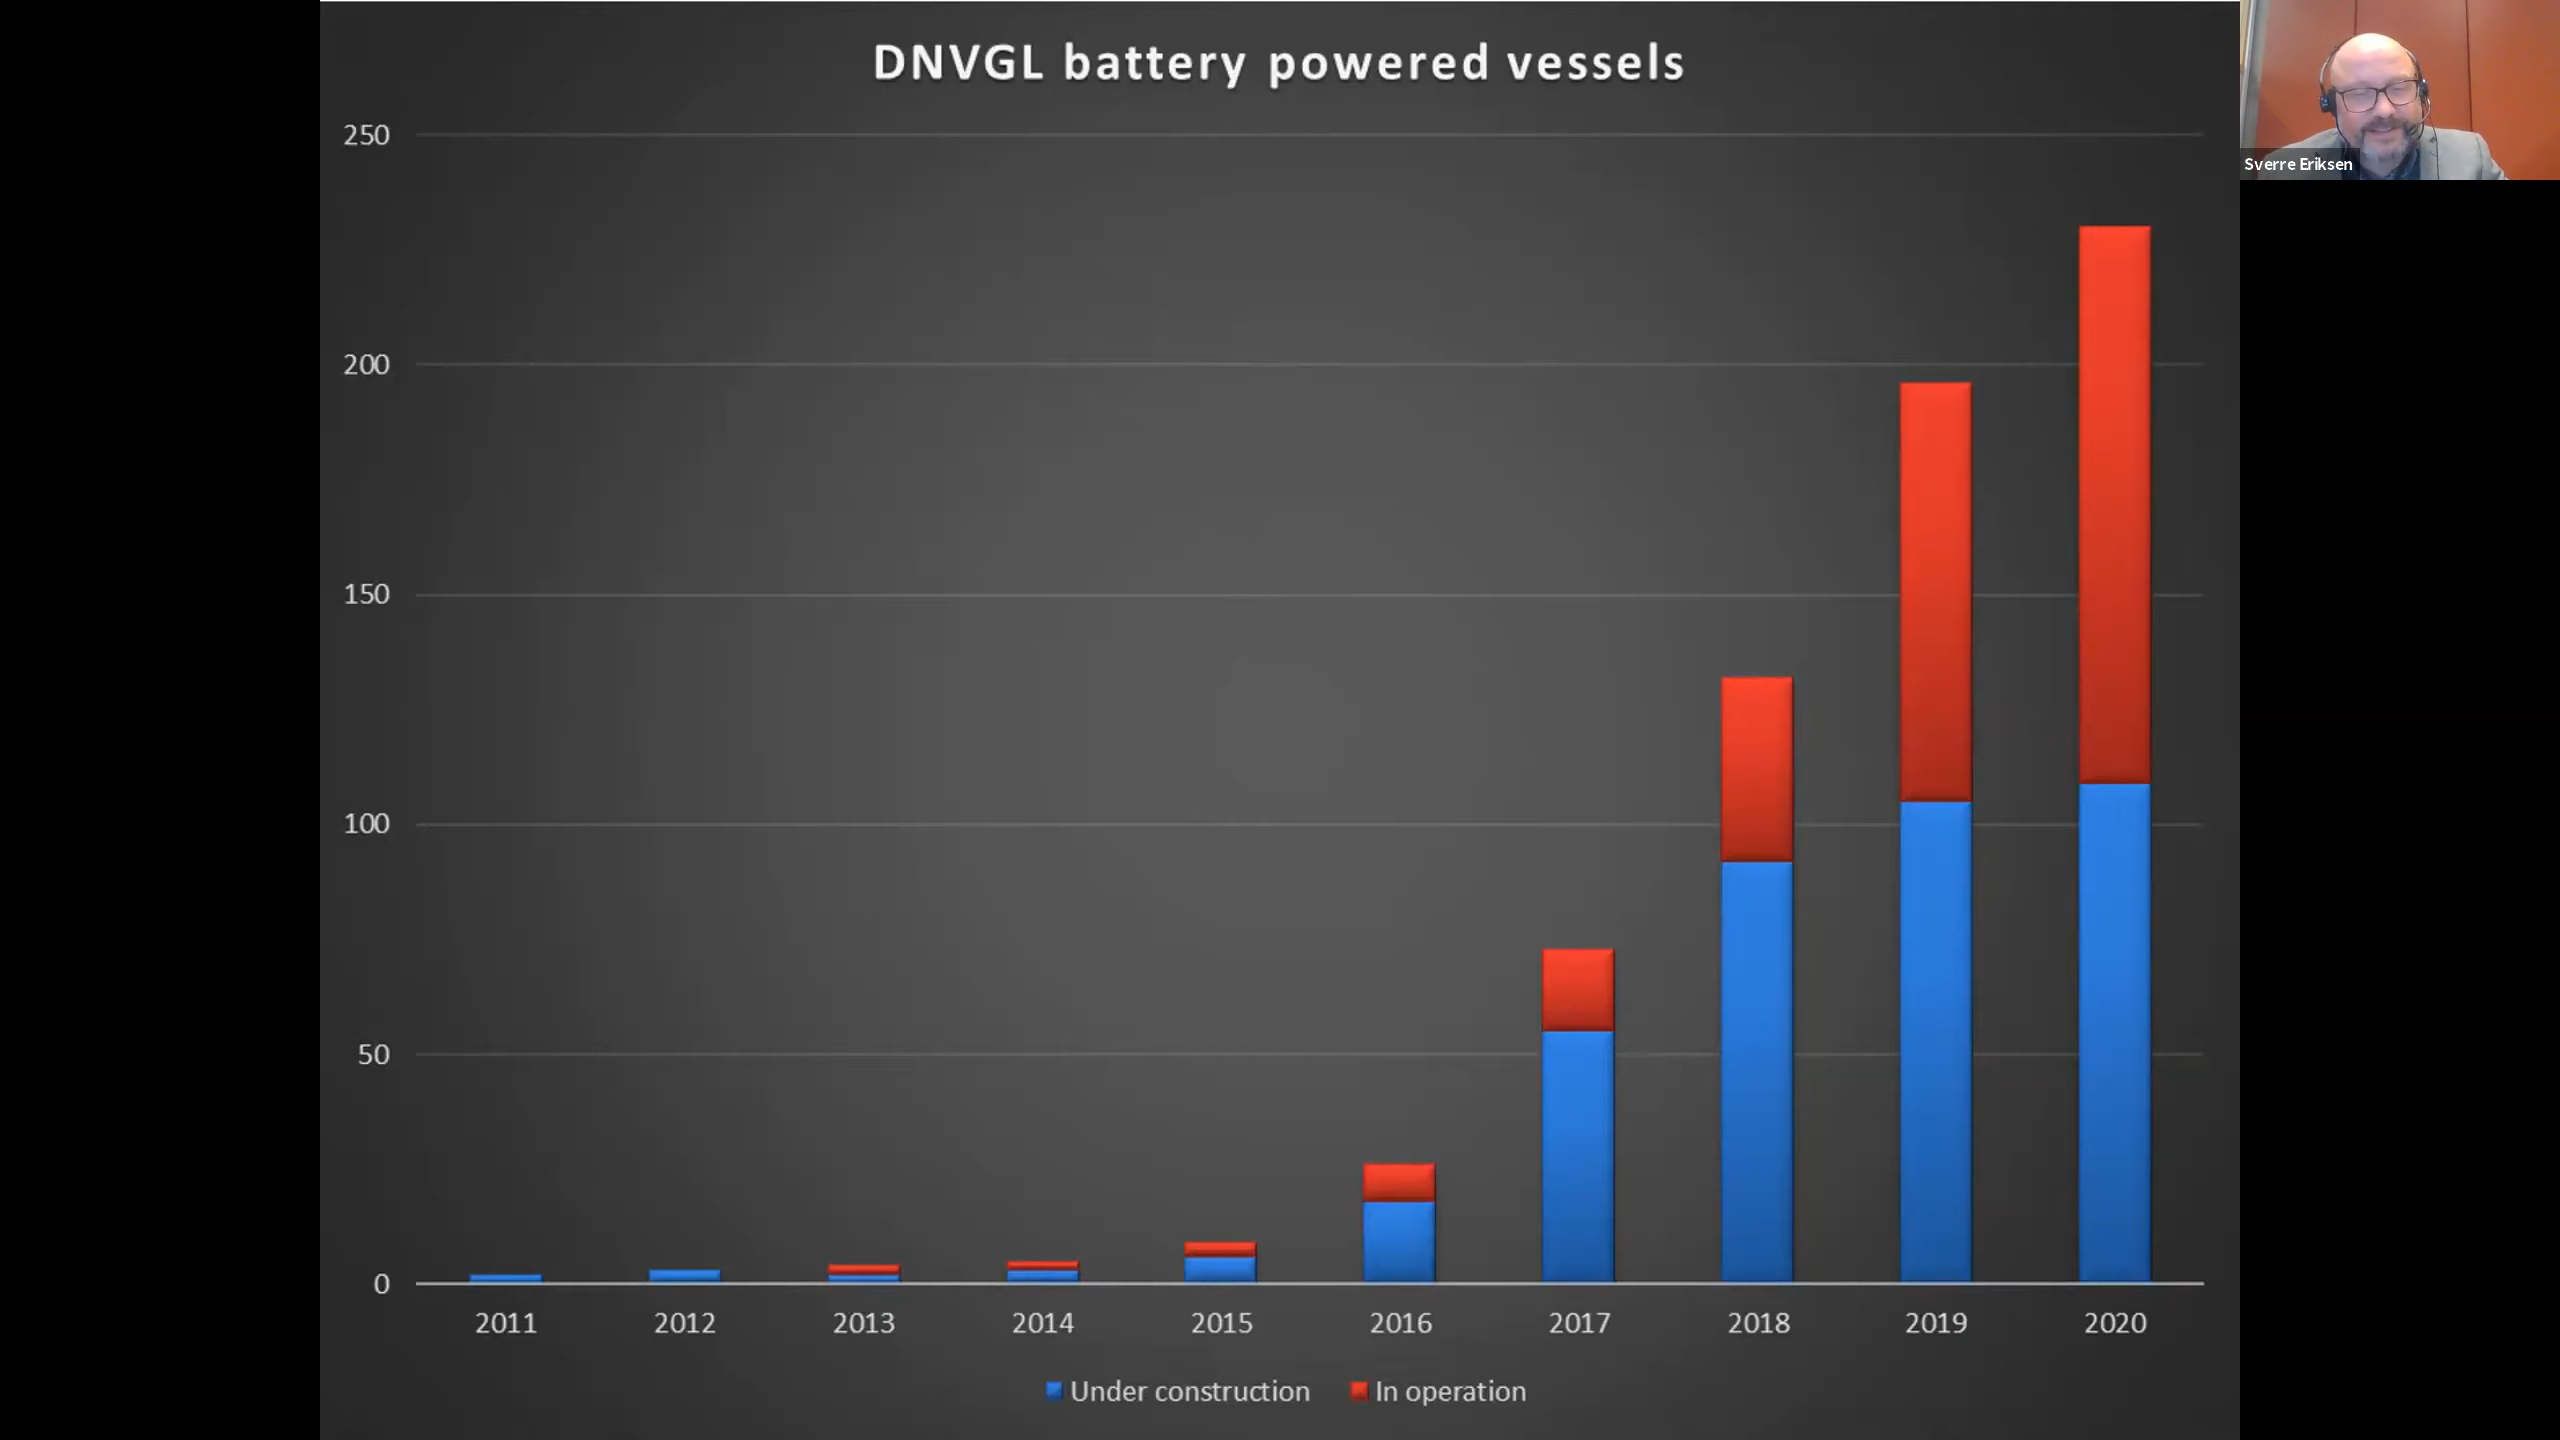 DNVGL battery powered vessels
Sverre Eriksen
250
200
150
100
50
0
2011 2012 2013 2014 2015 2016 2017 2018 2019 2020
Under construction In operation